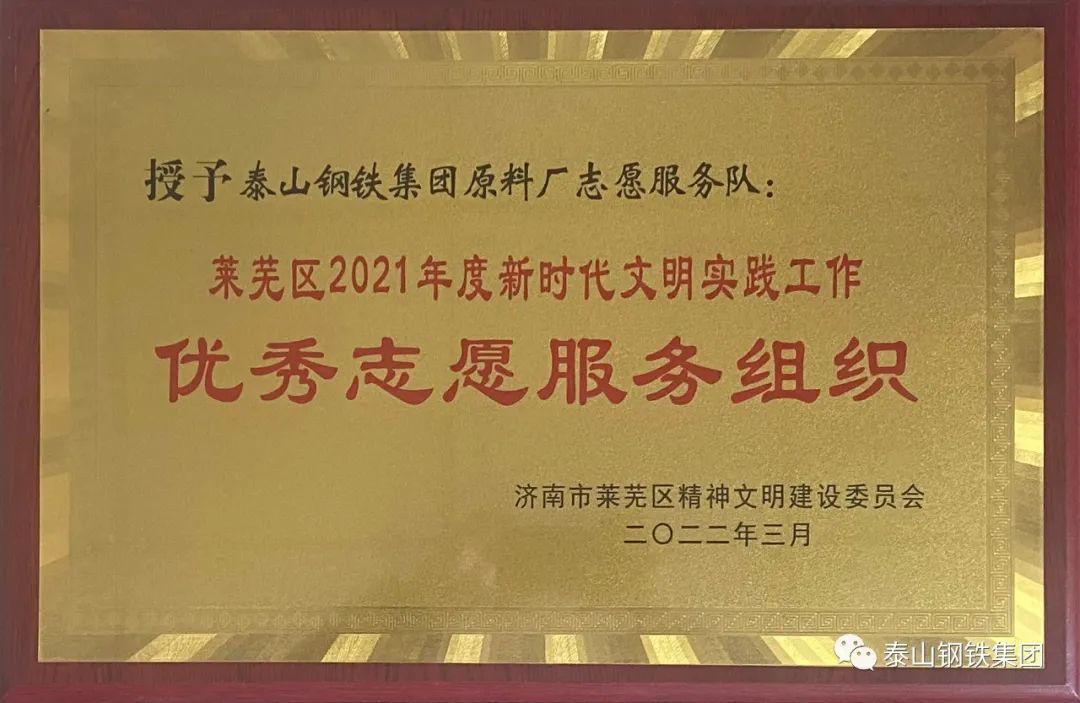 授予泰山钢铁集团原料厂志愿服务队：
莱芜区2021年度新时代文明实践工作
优秀志愿服务组织
济南市莱芜区精神文明建设委员会
二〇二二年三月
泰山钢铁集团